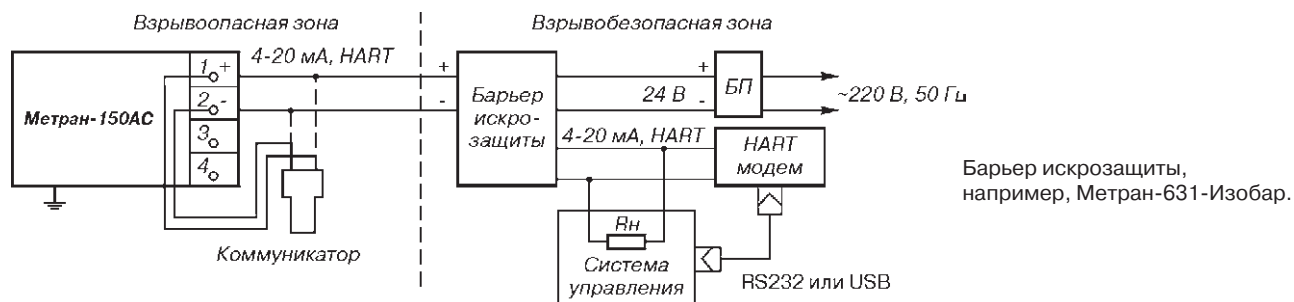 Взрывоопасная зона
Взрывобезопасная зона
4-20 мА, HART
1 +
2 -
3
4
Метран-150АС
Коммуникатор
+
-
Барьер
искро-
защиты
+
24 В -
БП
~220 В, 50 Гц
4-20 мА, HART
HART
модем
Rн
Система
управления
RS232 или USB
Барьер искрозащиты,
например, Метран-631-Изобар.